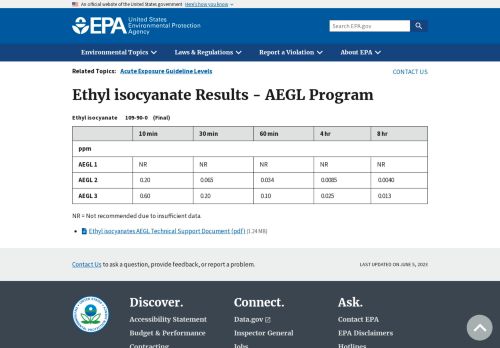 An official website of the United States government Here's how you know
EPA United States
Environmental Protection
Agency
Search EPA.gov
Environmental Topics Laws & Regulations Report a Violation About EPA
Related Topics: Acute Exposure Guideline Levels CONTACT US
Ethyl isocyanate Results - AEGL Program
Ethyl isocyanate 109-90-0 (Final)
10 min 30 min 60 min 4 hr 8 hr
ppm
AEGL 1 NR NR NR NR NR
AEGL 2 0.20 0.065 0.034 0.0085 0.0040
AEGL 3 0.60 0.20 0.10 0.025 0.013
NR = Not recommended due to insufficient data.
Ethyl isocyanates AEGL Technical Support Document (pdf) (1.24 MB)
Contact Us to ask a question, provide feedback, or report a problem. LAST UPDATED ON JUNE 5, 2023
Discover. Connect. Ask.
Accessibility Statement Data.gov Contact EPA
Budget & Performance Inspector General EPA Disclaimers
Contracting Jobs Hotlines